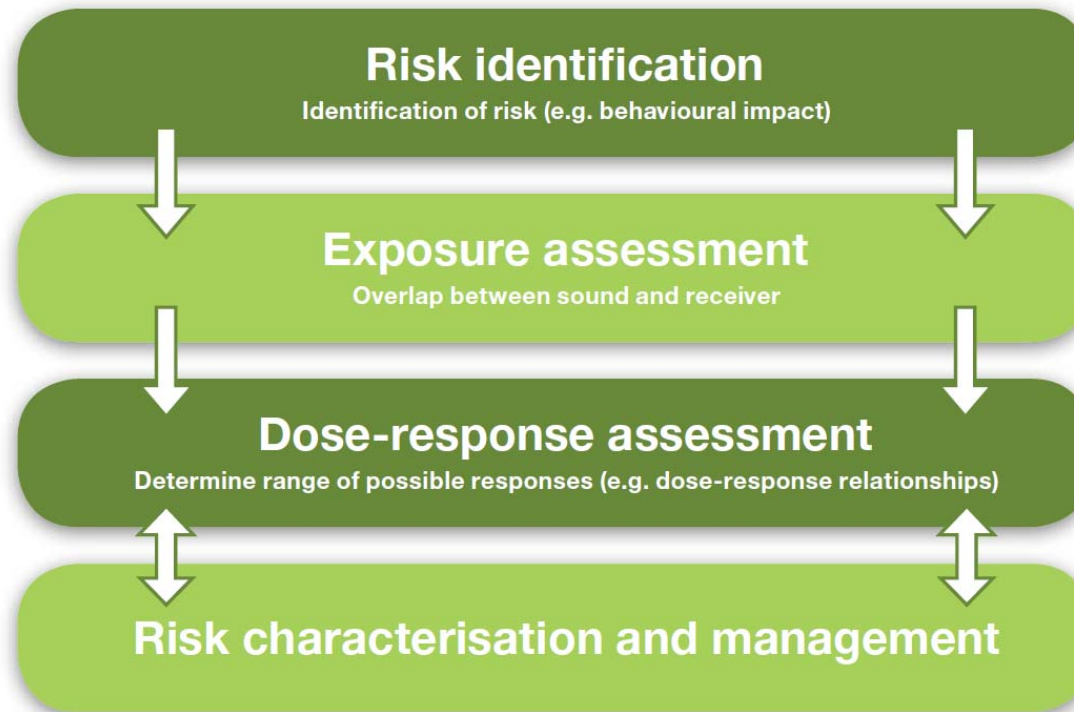 Risk identification
Identification of risk (e.g. behavioural impact)
Exposure assessment
Overlap between sound and receiver
Dose-response assessment
Determine range of possible responses (e.g. dose-response relationships)
Risk characterisation and management